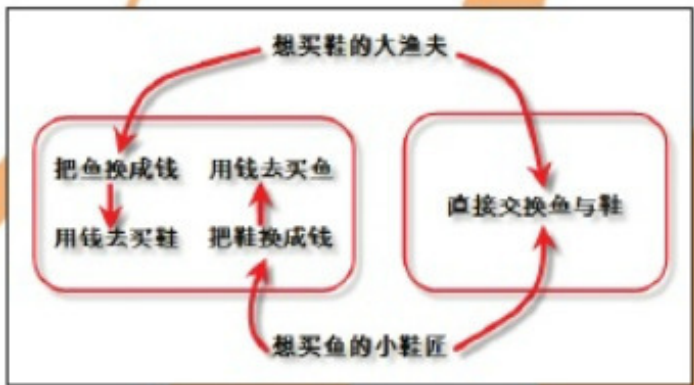 想买鞋的大渔夫
把鱼换成钱 用钱去买鱼
直接交换鱼与鞋
用钱去买鞋 把鞋换成钱
想买鱼的小鞋匠